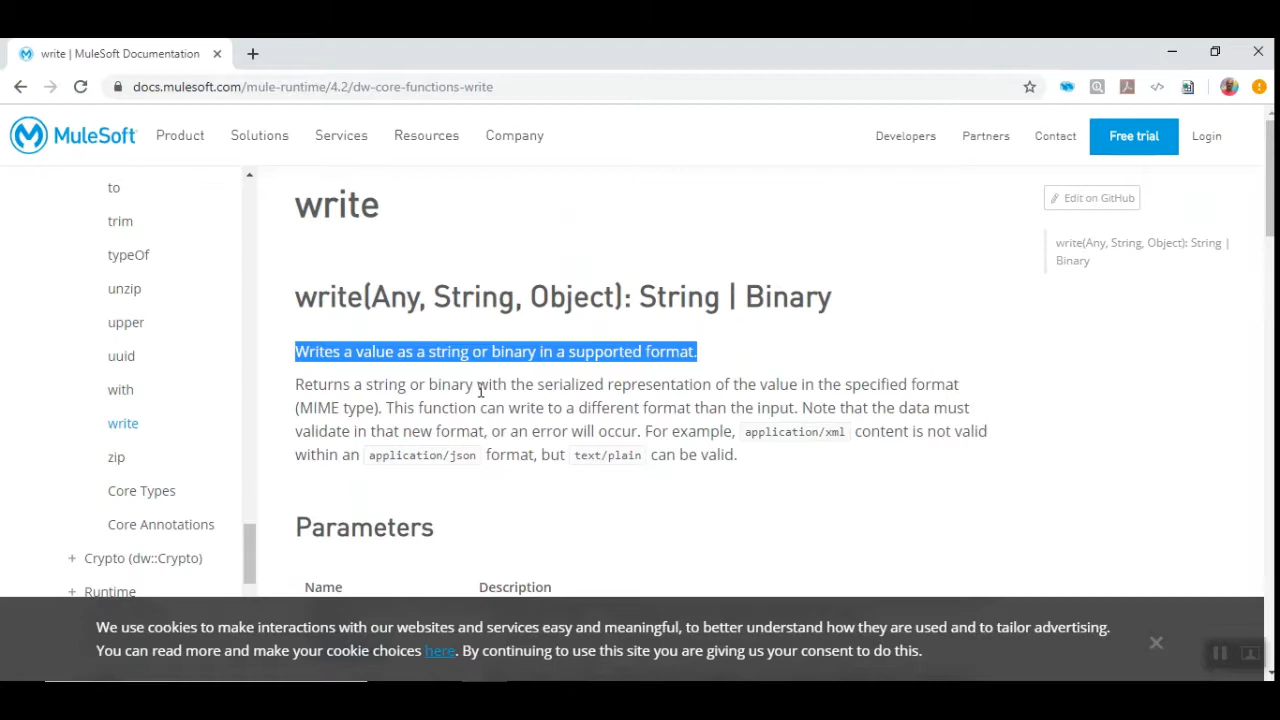 write | MuleSoft Documentation
docs.mulesoft.com/mule-runtime/4.2/dw-core-functions-write
MuleSoft Product Solutions Services Resources Company Developers Partners Contact Free trial Login
to
trim
typeOf
unzip
upper
uuid
with
write
zip
Core Types
Core Annotations
+ Crypto (dw::Crypto)
+ Runtime
write
write(Any, String, Object): String | Binary
Writes a value as a string or binary in a supported format.
Returns a string or binary with the serialized representation of the value in the specified format
(MIME type). This function can write to a different format than the input. Note that the data must
validate in that new format, or an error will occur. For example, application/xml content is not valid
within an application/json format, but text/plain can be valid.
Parameters
Name Description
Edit on GitHub
write(Any, String, Object): String |
Binary
We use cookies to make interactions with our websites and services easy and meaningful, to better understand how they are used and to tailor advertising.
You can read more and make your cookie choices here. By continuing to use this site you are giving us your consent to do this.